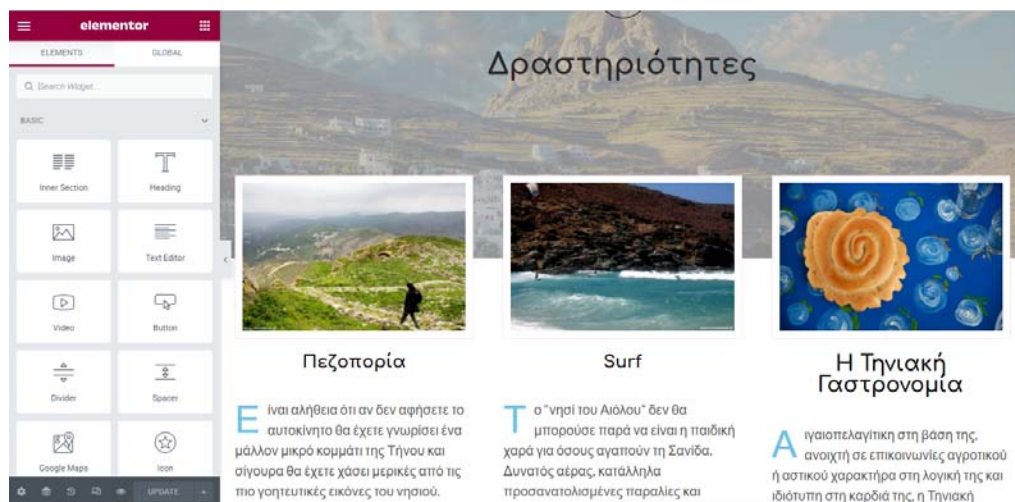 elementor
ELEMENTS
GLOBAL
Search Widget...
BASIC
Inner Section
Heading
Image
Text Editor
Video
Button
Divider
Spacer
Google Maps
Icon
UPDATE
Δραστηριότητες
Πεζοπορία
Είναι αλήθεια ότι αν δεν αφήσετε το
αυτοκίνητο θα έχετε γνωρίσει ένα
μάλλον μικρό κομμάτι της Τήνου και
σίγουρα θα έχετε χάσει μερικές από τις
πιο γοητευτικές εικόνες του νησιού.
Surf
Το "νησί του Αιόλου" δεν θα
μπορούσε παρά να είναι η παιδική
χαρά για όσους αγαπούν τη Σανίδα.
Δυνατός αέρας, κατάλληλα
προσανατολισμένες παραλίες και
Η Τηνιακή
Γαστρονομία
Αιγαιοπελαγίτικη στη βάση της,
ανοιχτή σε επικοινωνίες αγροτικού
ή αστικού χαρακτήρα στη λογική της και
ιδιότυπη στη καρδιά της, η Τηνιακή